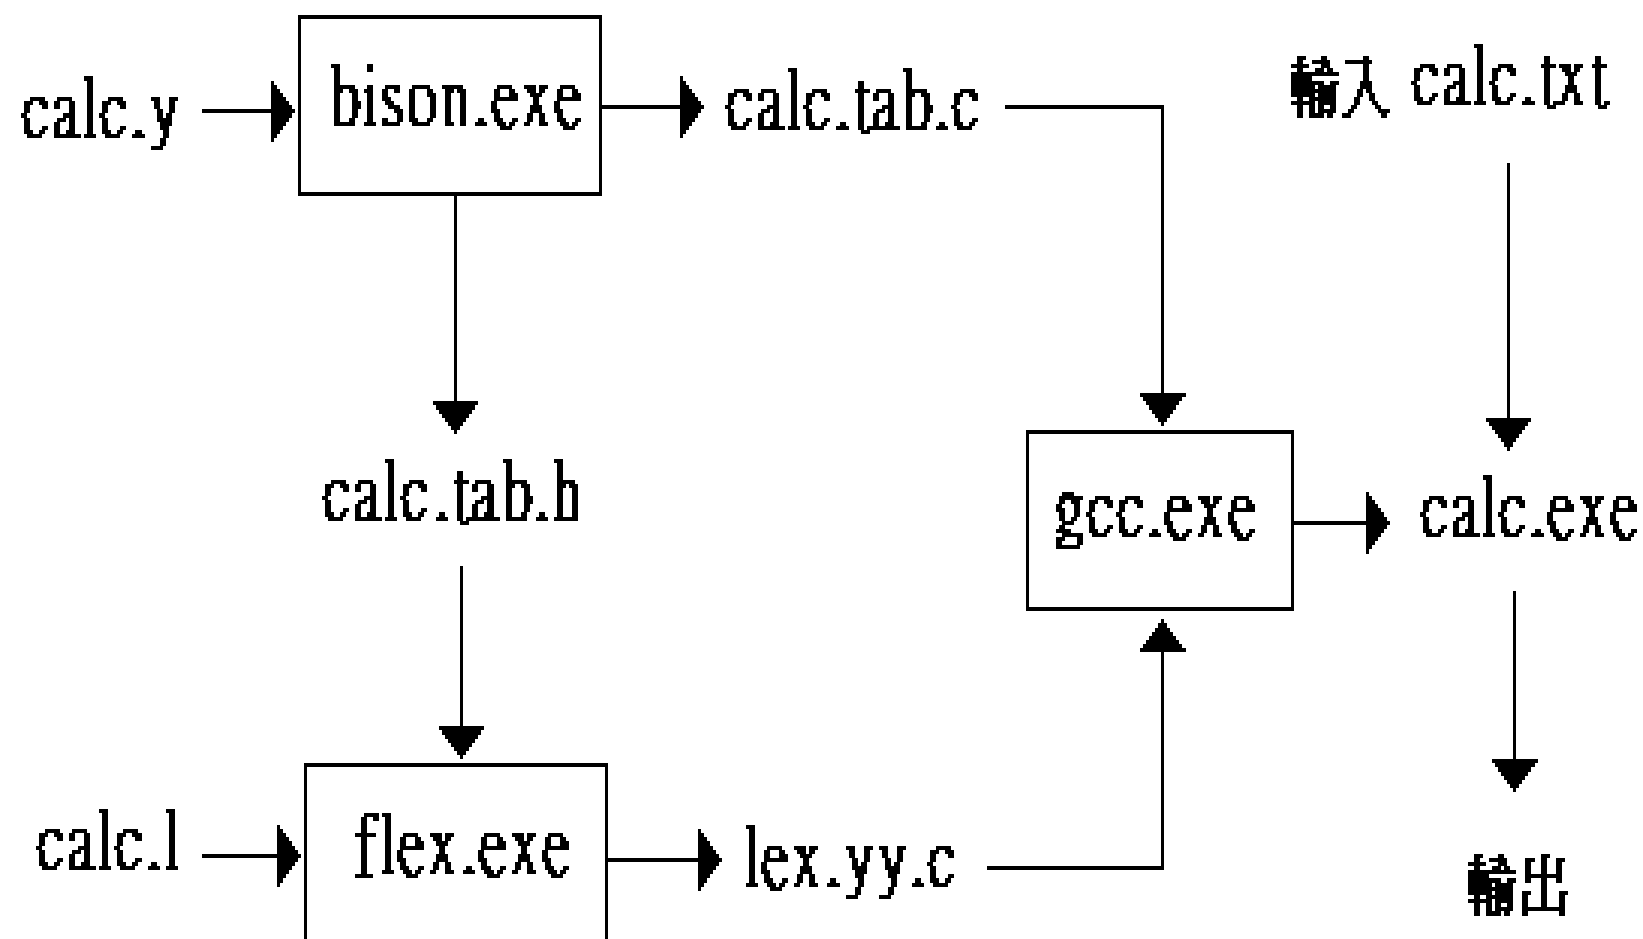 calc.y
bison.exe
calc.tab.c
輸入 calc.txt
calc.tab.h
gcc.exe
calc.exe
calc.l
flex.exe
lex.yy.c
輸出